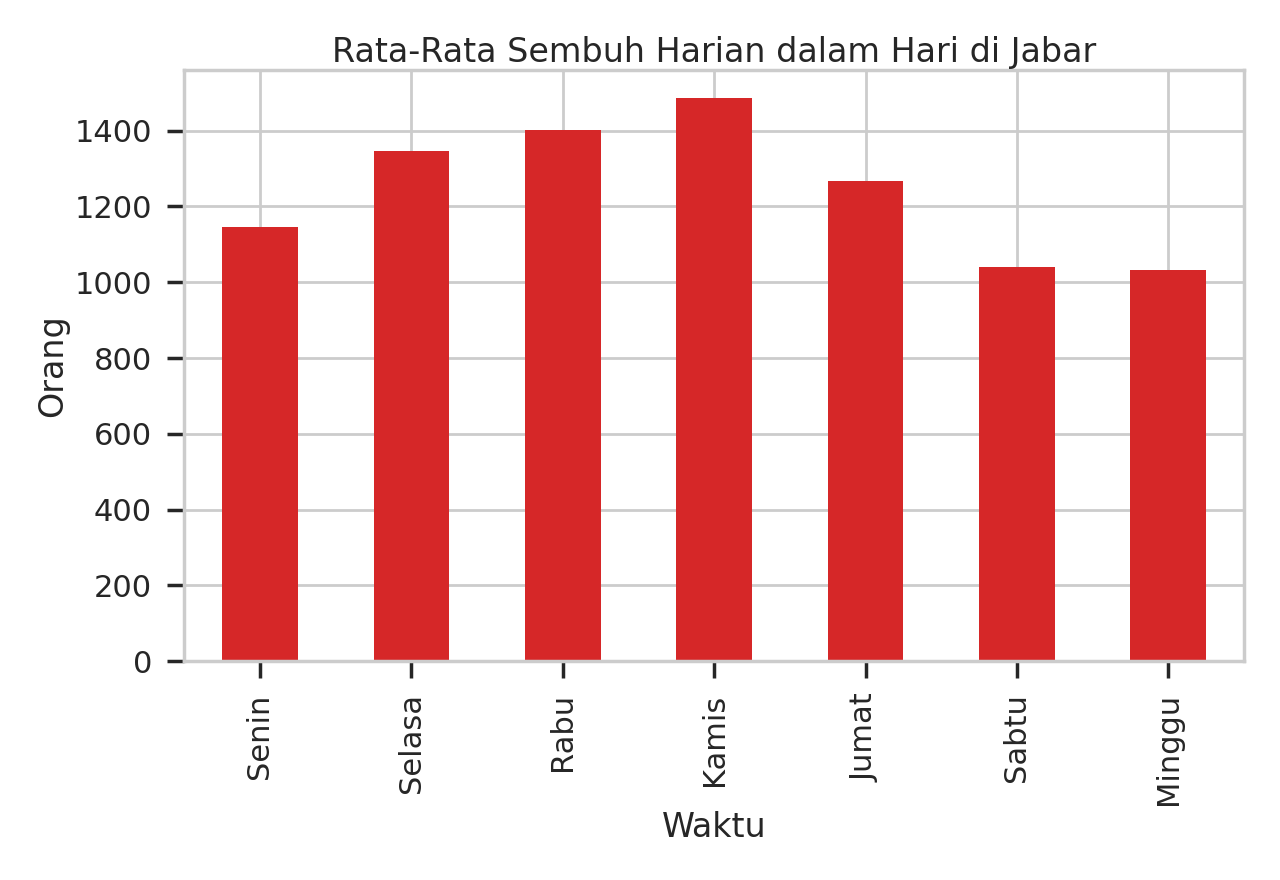 Rata-Rata Sembuh Harian dalam Hari di Jabar
1400
1200
1000
800
600
400
200
0
Orang
Senin
Selasa
Rabu
Kamis
Jumat
Sabtu
Minggu
Waktu